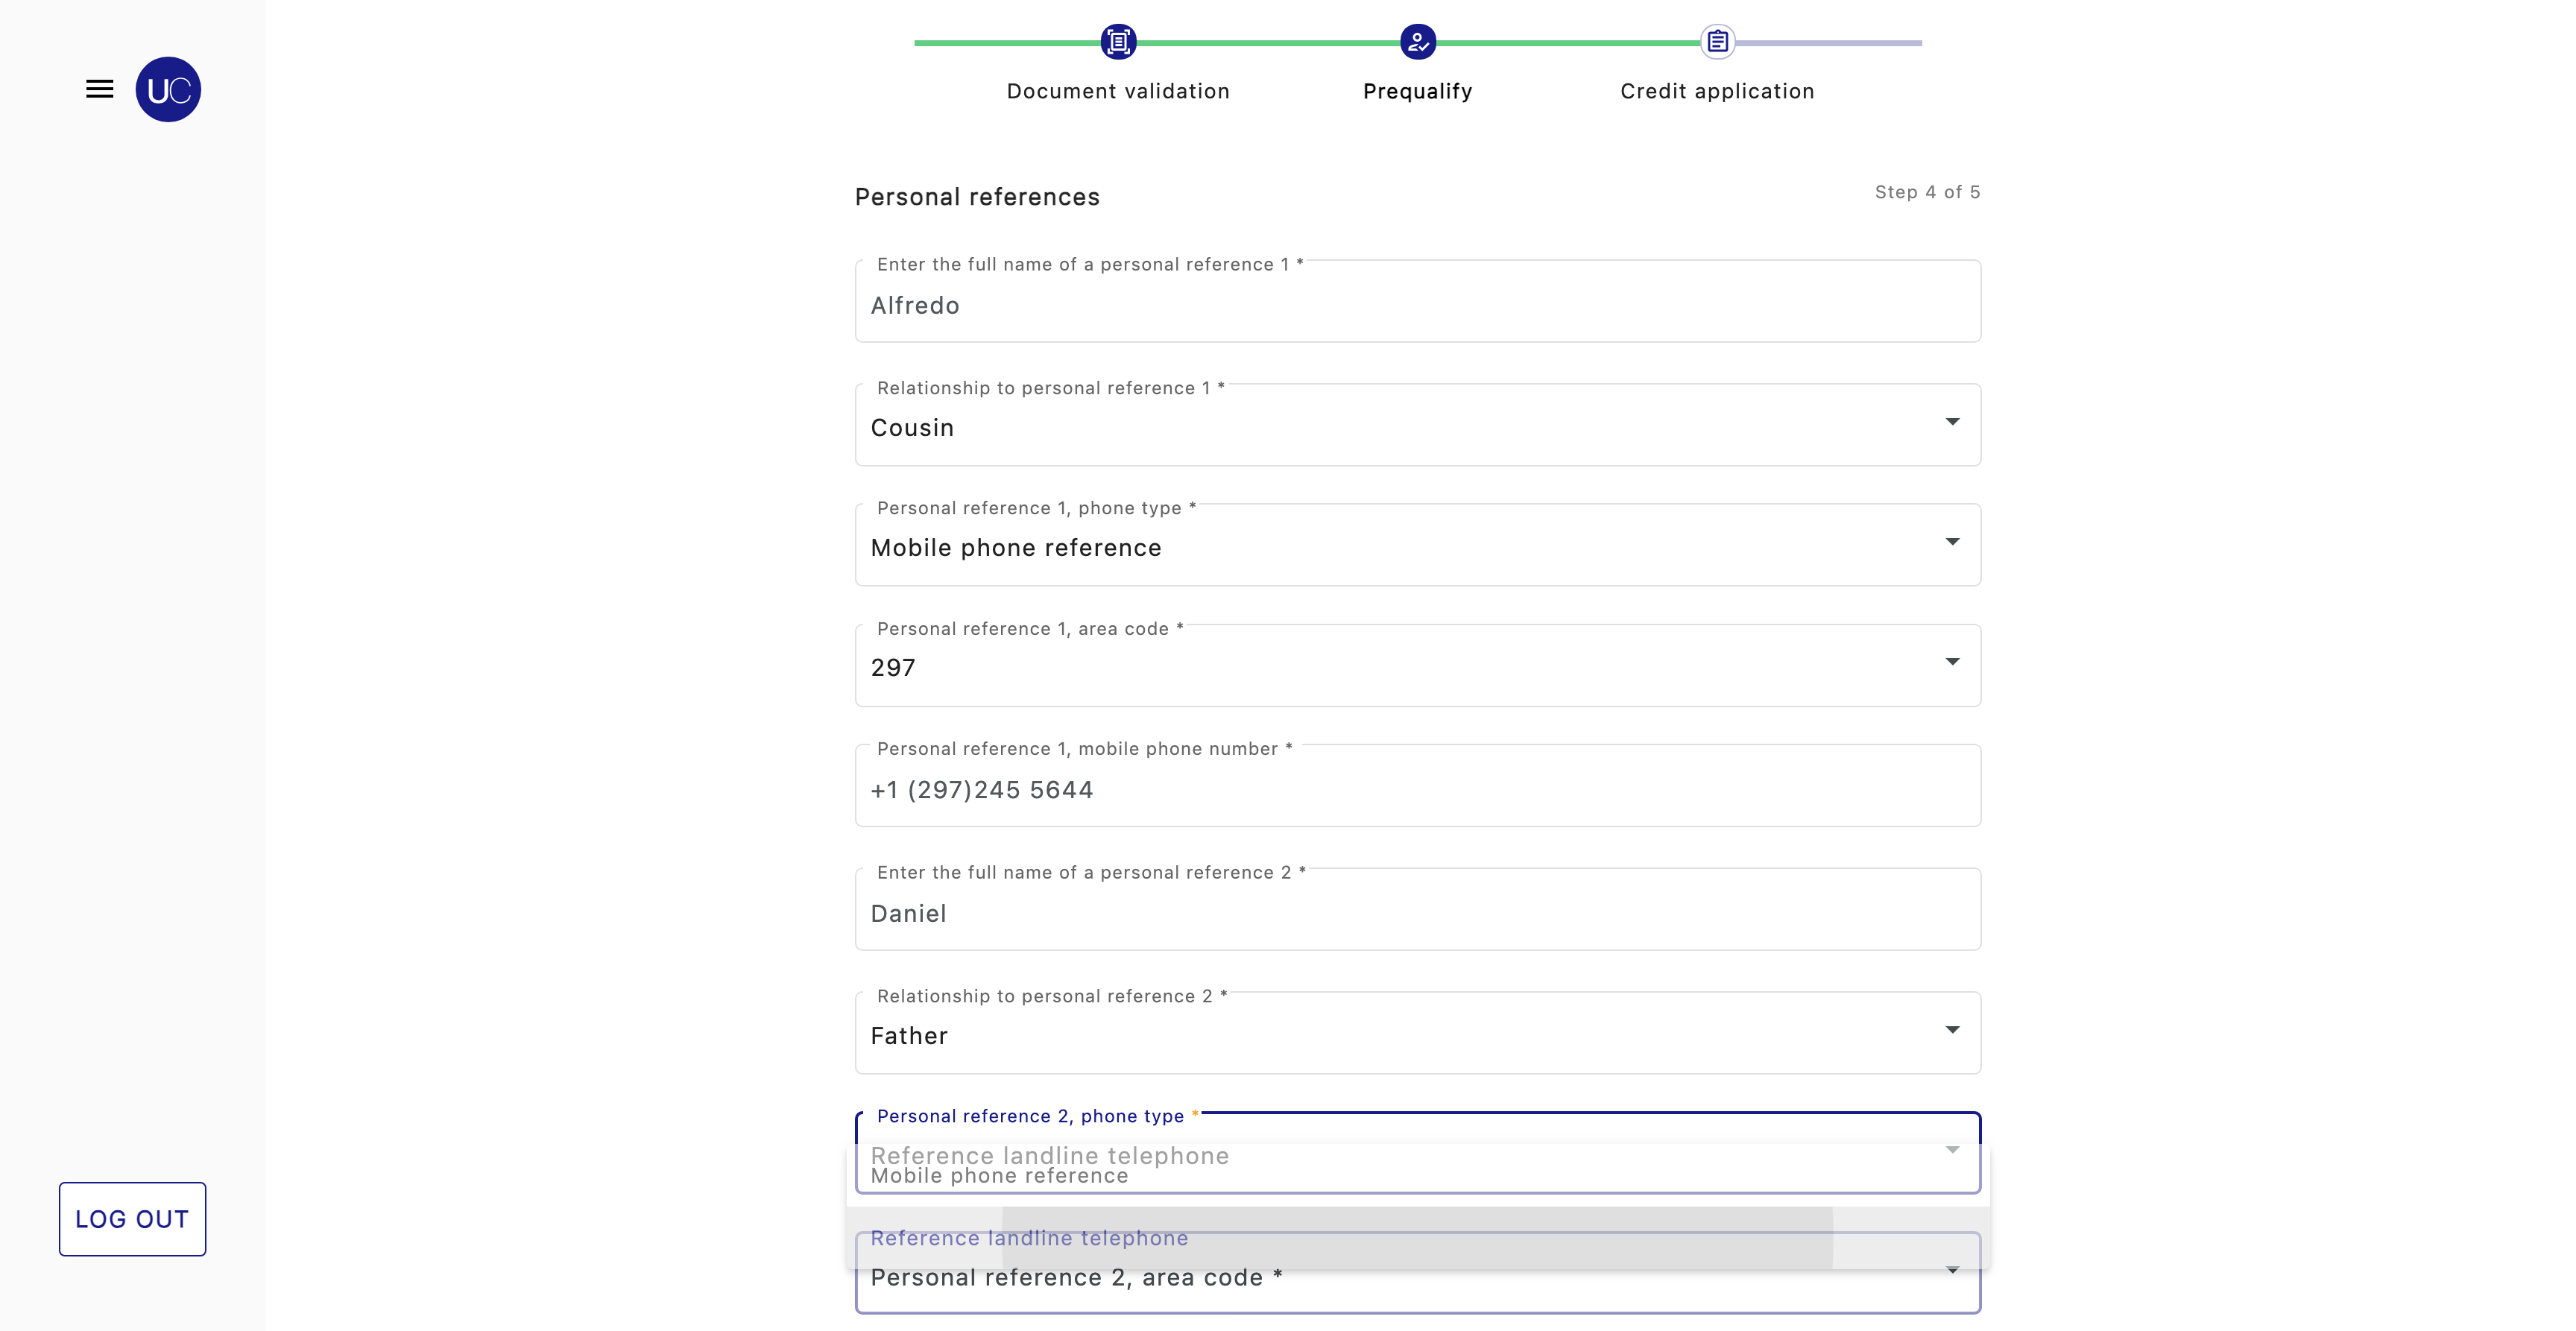 UC
Document validation
Prequalify
Credit application
Personal references
Step 4 of 5
Enter the full name of a personal reference 1 *
Alfredo
Relationship to personal reference 1 *
Cousin
Personal reference 1, phone type *
Mobile phone reference
Personal reference 1, area code *
297
Personal reference 1, mobile phone number *
+1 (297)245 5644
Enter the full name of a personal reference 2 *
Daniel
Relationship to personal reference 2 *
Father
Personal reference 2, phone type *
Reference landline telephone
Mobile phone reference
Reference landline telephone
Personal reference 2, area code *
LOG OUT